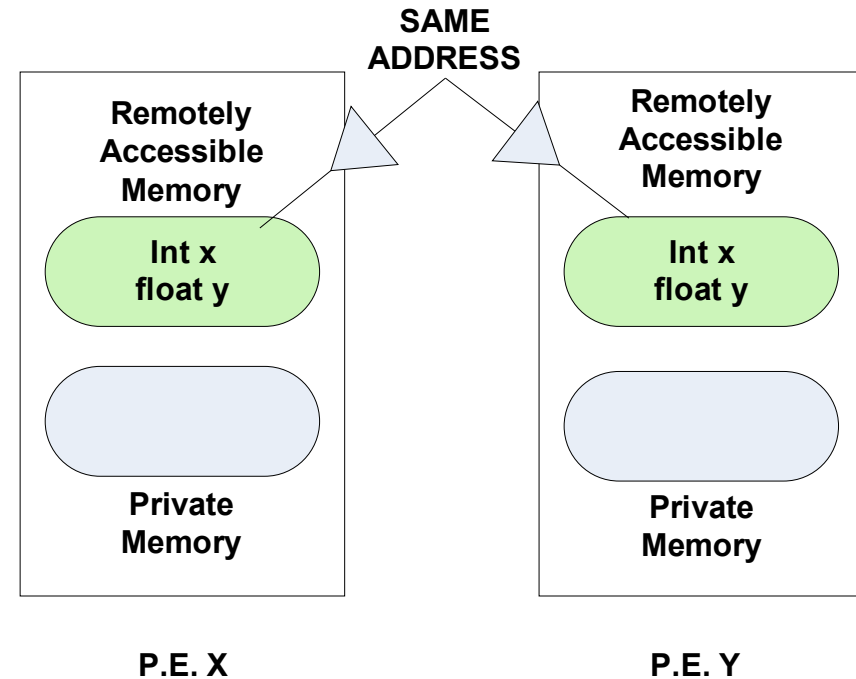 SAME
ADDRESS
Remotely
Accessible
Memory
Int x
float y
Private
Memory
P.E. X
Remotely
Accessible
Memory
Int x
float y
Private
Memory
P.E. Y